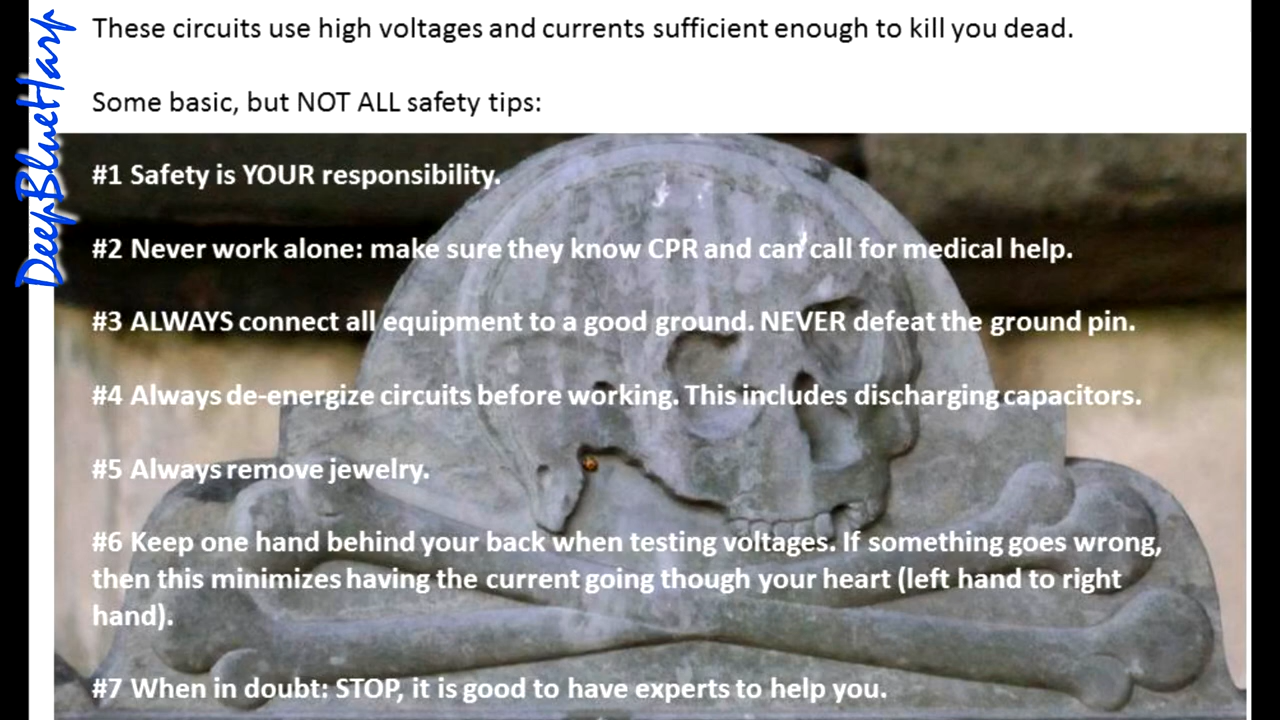 These circuits use high voltages and currents sufficient enough to kill you dead.
Some basic, but NOT ALL safety tips:
#1 Safety is YOUR responsibility.
#2 Never work alone: make sure they know CPR and can call for medical help.
#3 ALWAYS connect all equipment to a good ground. NEVER defeat the ground pin.
#4 Always de-energize circuits before working. This includes discharging capacitors.
#5 Always remove jewelry.
#6 Keep one hand behind your back when testing voltages. If something goes wrong,
then this minimizes having the current going though your heart (left hand to right
hand).
#7 When in doubt: STOP, it is good to have experts to help you.
DeepBlueHarp